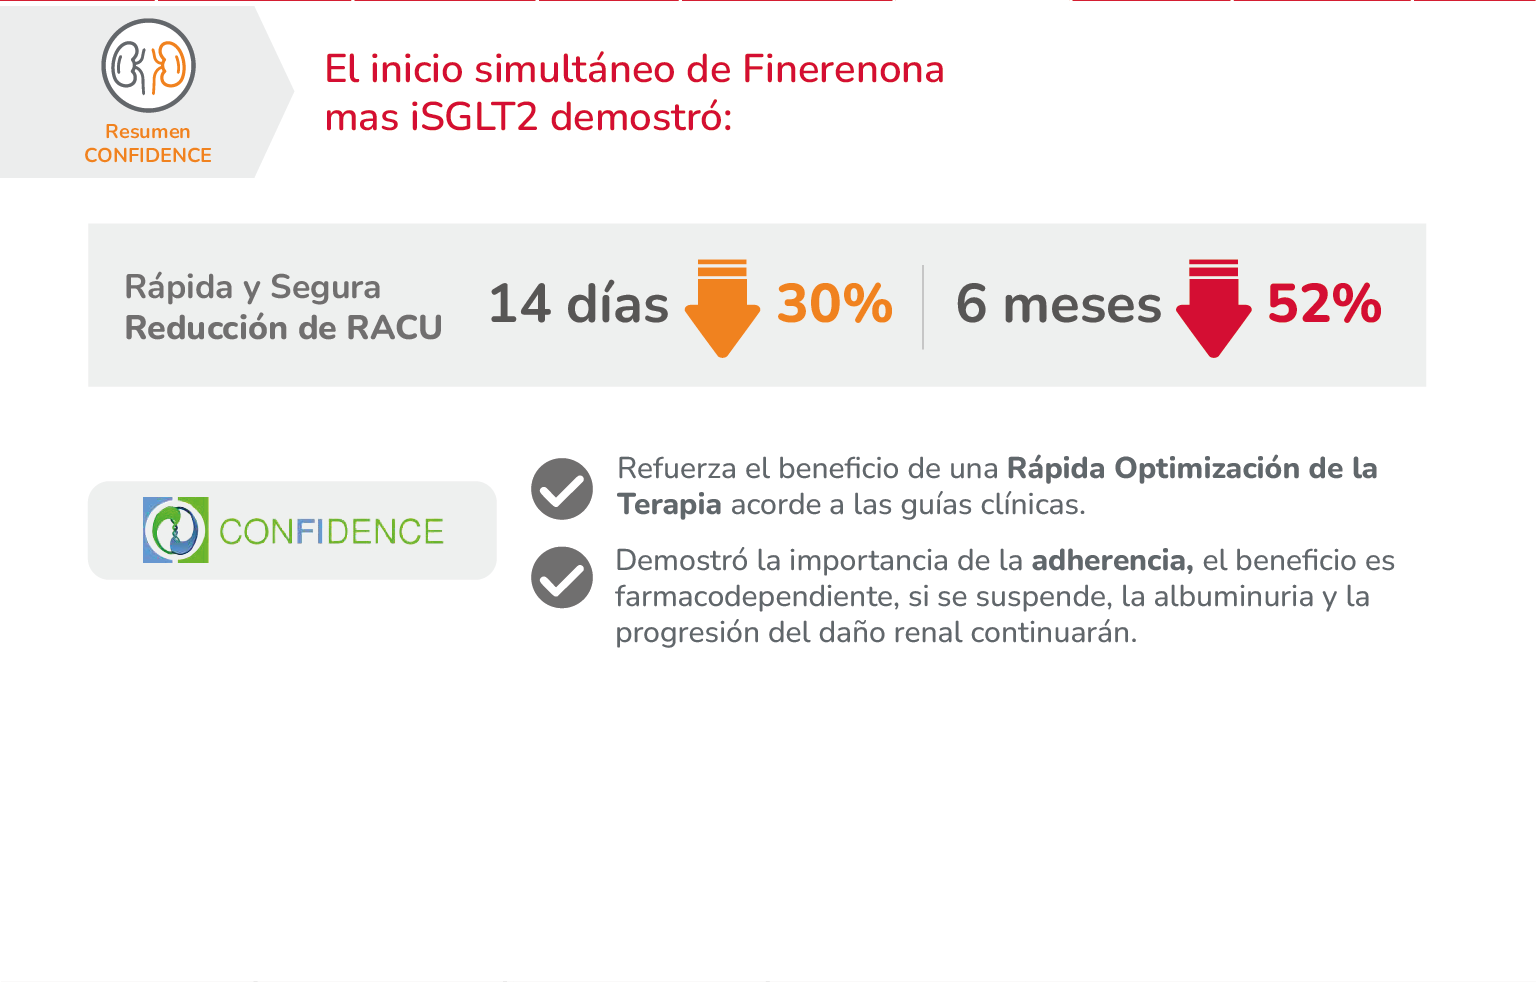 Resumen
CONFIDENCE
El inicio simultáneo de Finerenona
mas iSGLT2 demostró:
Rápida y Segura
Reducción de RACU
14 días 30%
6 meses 52%
CONFIDENCE
Refuerza el beneficio de una Rápida Optimización de la
Terapia acorde a las guías clínicas.
Demostró la importancia de la adherencia, el beneficio es
farmacodependiente, si se suspende, la albuminuria y la
progresión del daño renal continuarán.